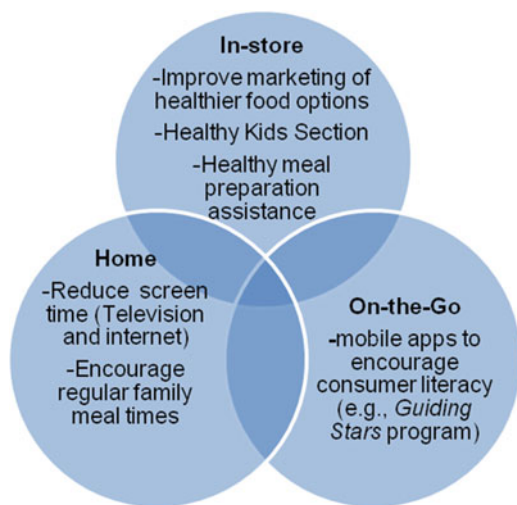 In-store
-Improve marketing of
healthier food options
-Healthy Kids Section
-Healthy meal
preparation
assistance
Home
-Reduce screen
time (Television
and internet)
-Encourage
regular family
meal times
On-the-Go
-mobile apps to
encourage
consumer literacy
(e.g., Guiding
Stars program)